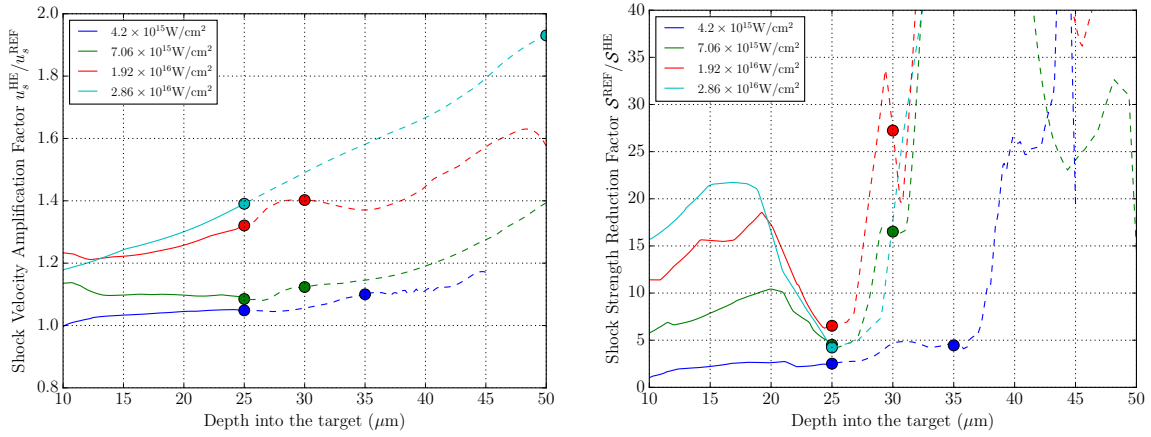 2.0
1.8
1.6
1.4
1.2
1.0
0.8
10 15 20 25 30 35 40 45 50
Shock Velocity Amplification Factor u_s^HE/u_s^REF
Depth into the target (μm)
4.2 × 10^15 W/cm^2
7.06 × 10^15 W/cm^2
1.92 × 10^16 W/cm^2
2.86 × 10^16 W/cm^2
40
35
30
25
20
15
10
5
0
10 15 20 25 30 35 40 45 50
Shock Strength Reduction Factor S^REF/S^HE
Depth into the target (μm)
4.2 × 10^15 W/cm^2
7.06 × 10^15 W/cm^2
1.92 × 10^16 W/cm^2
2.86 × 10^16 W/cm^2